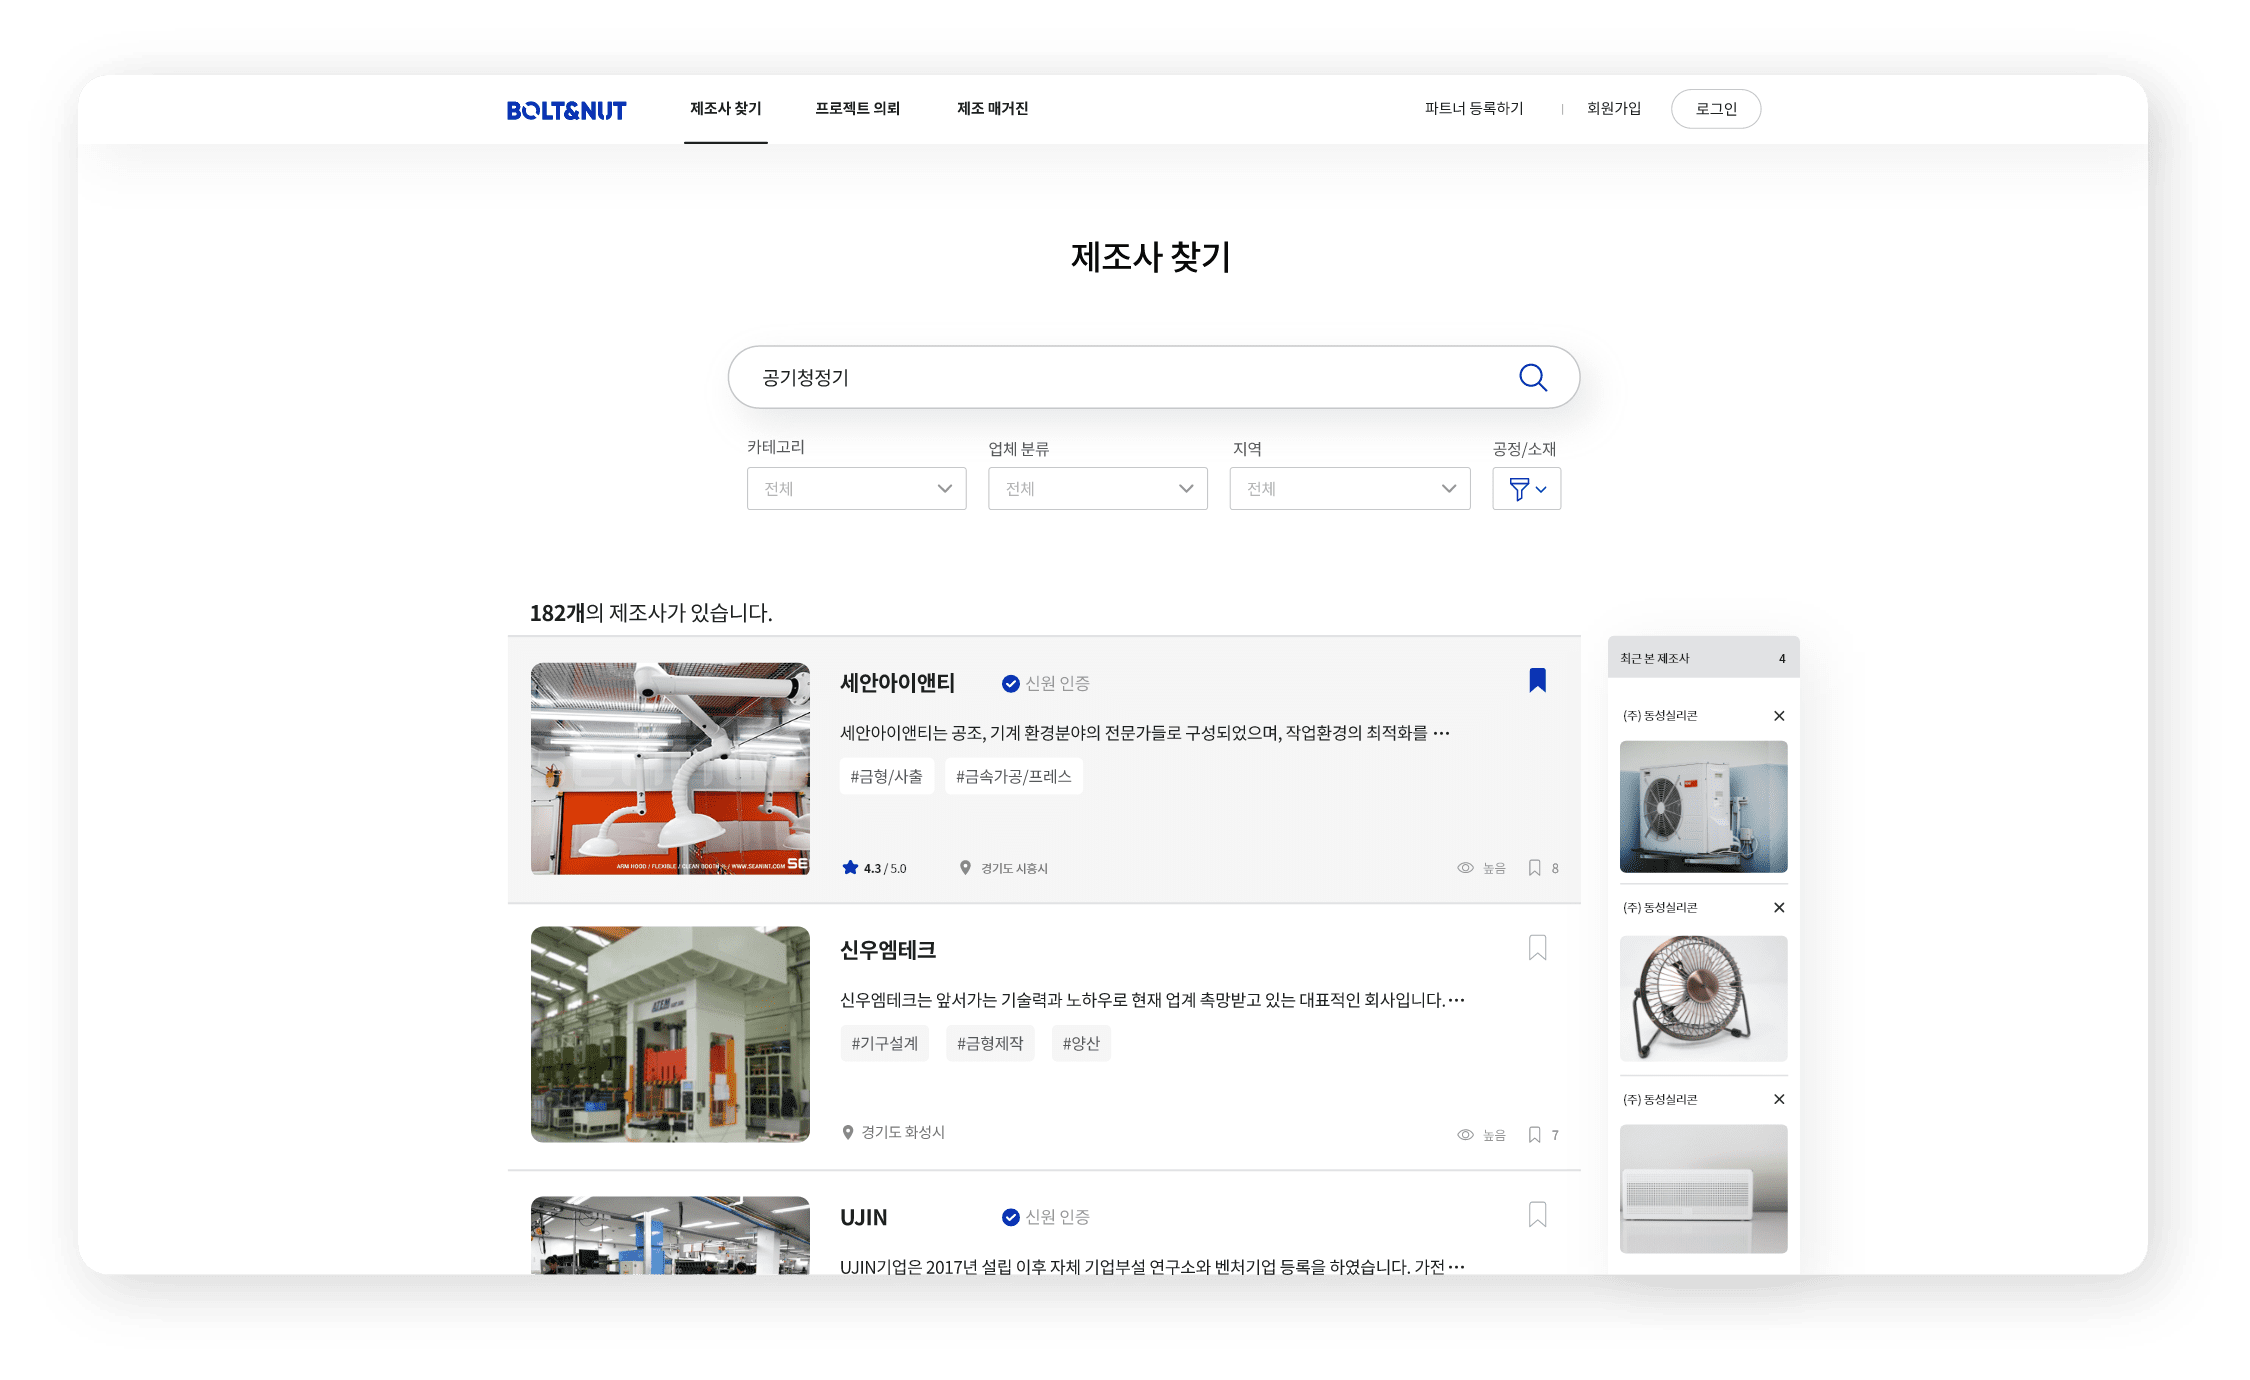 BOLT&NUT
제조사 찾기
프로젝트 의뢰
제조 매거진
파트너 등록하기
회원가입
로그인
제조사 찾기
공기청정기
카테고리
업체 분류
지역
공정/소재
전체
전체
전체
182개의 제조사가 있습니다.
세안아이앤티
신원 인증
세안아이앤티는 공조, 기계 환경분야의 전문가들로 구성되었으며, 작업환경의 최적화를 ···
#금형/사출
#금속가공/프레스
ARM HOOD / FLEXIBLE / CLEAN BOOTH / WWW.SEANINT.COM SE
4.3 / 5.0
경기도 시흥시
높음
8
신우엠테크
신우엠테크는 앞서가는 기술력과 노하우로 현재 업계 촉망받고 있는 대표적인 회사입니다.···
#기구설계
#금형제작
#양산
ATEM
경기도 화성시
높음
7
UJIN
신원 인증
UJIN기업은 2017년 설립 이후 자체 기업부설 연구소와 벤처기업 등록을 하였습니다. 가전···
최근 본 제조사
4
(주) 동성실리콘
(주) 동성실리콘
(주) 동성실리콘